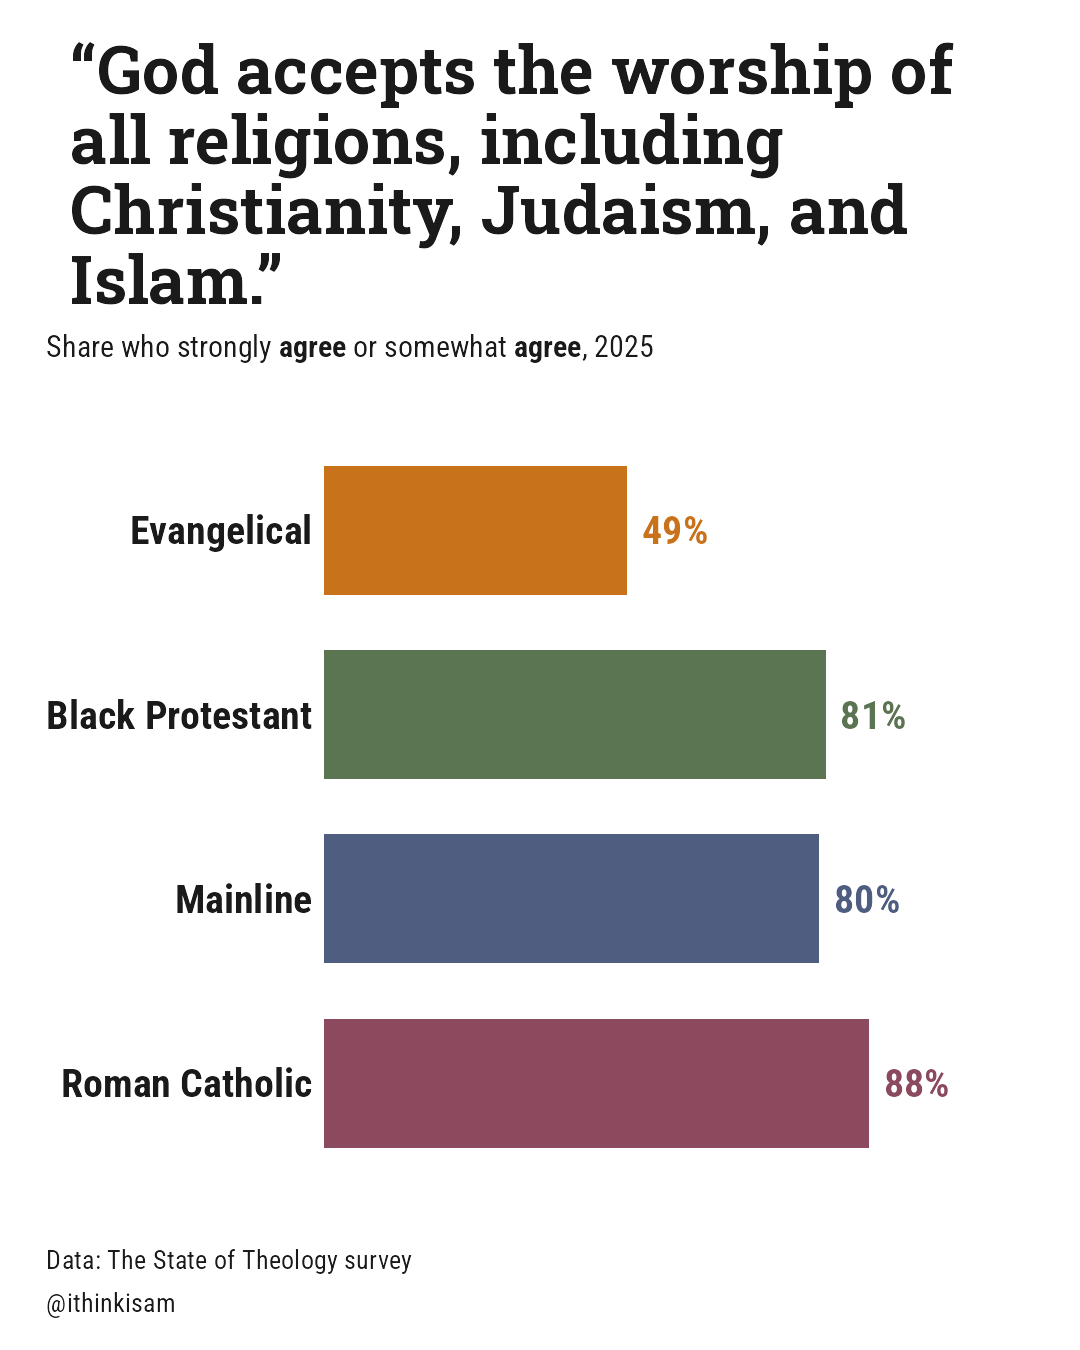 “God accepts the worship of
all religions, including
Christianity, Judaism, and
Islam.”
Share who strongly agree or somewhat agree, 2025
Evangelical 49%
Black Protestant 81%
Mainline 80%
Roman Catholic 88%
Data: The State of Theology survey
@ithinkisam